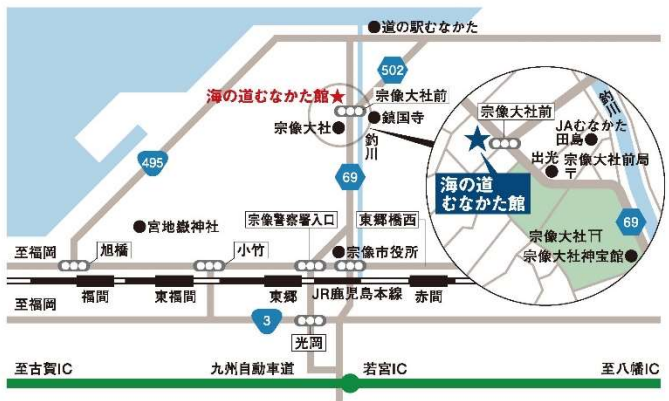 道の駅むなかた
502
海の道むなかた館
宗像大社前
鎮国寺
宗像大社
釣川
495
69
宮地嶽神社
宗像警察署入口
東郷橋西
至福岡
旭橋
小竹
宗像市役所
至福岡
福間
東福間
東郷
JR鹿児島本線
赤間
3
光岡
至古賀IC
九州自動車道
若宮IC
至八幡IC
釣川
宗像大社前
JAむなかた
田島
出光
宗像大社前局
〒
海の道
むなかた館
69
宗像大社
宗像大社神宝館